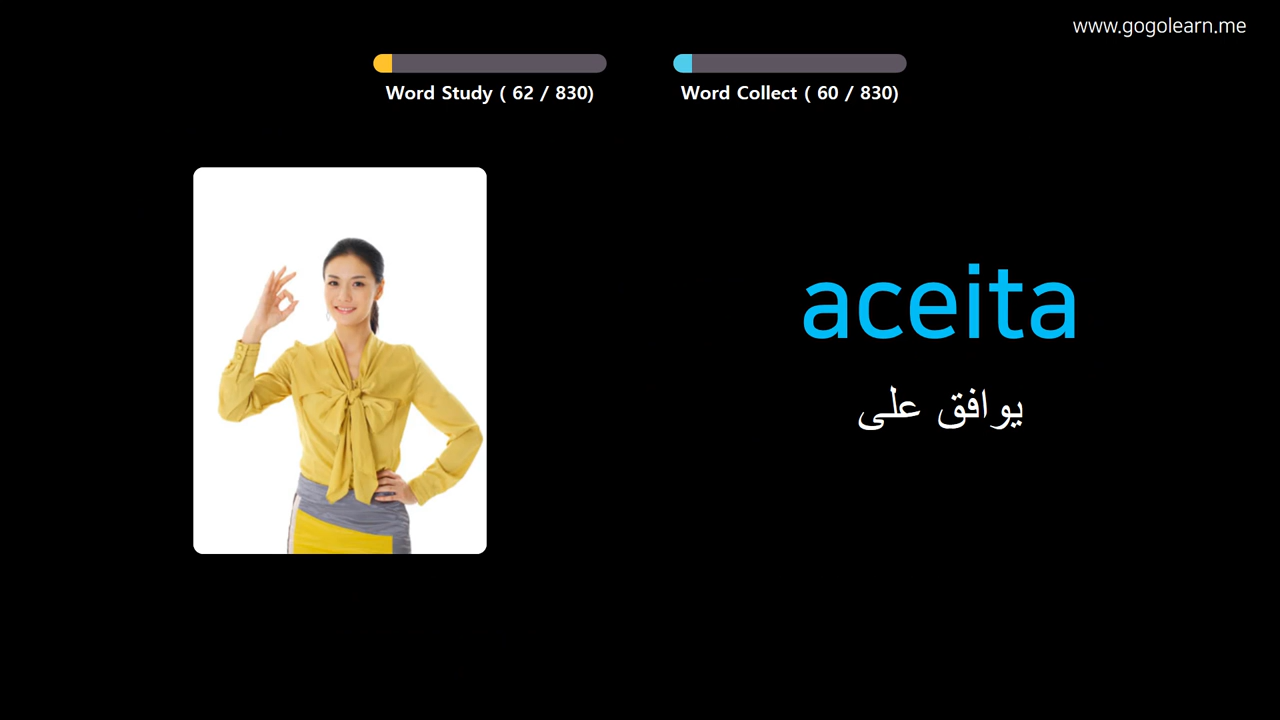 www.gogolearn.me
Word Study ( 62 / 830)
Word Collect ( 60 / 830)
aceita
يوافق على